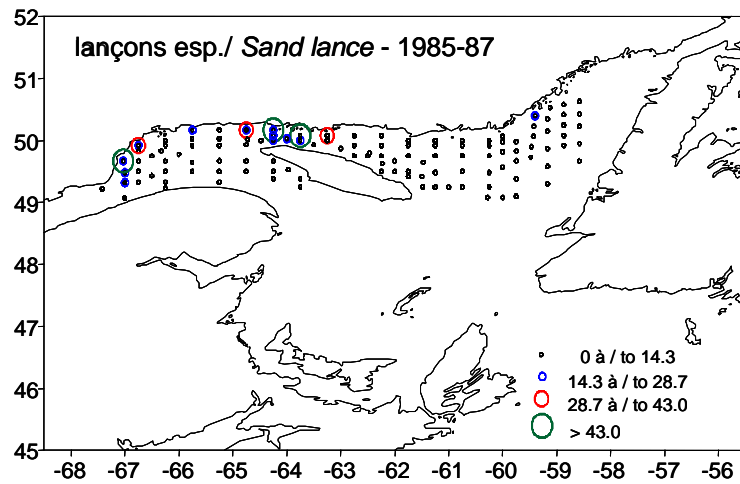 52
lançons esp./ Sand lance - 1985-87
51
50
49
48
47
0 à / to 14.3
14.3 à / to 28.7
46
28.7 à / to 43.0
> 43.0
45
-68 -67 -66 -65 -64 -63 -62 -61 -60 -59 -58 -57 -56